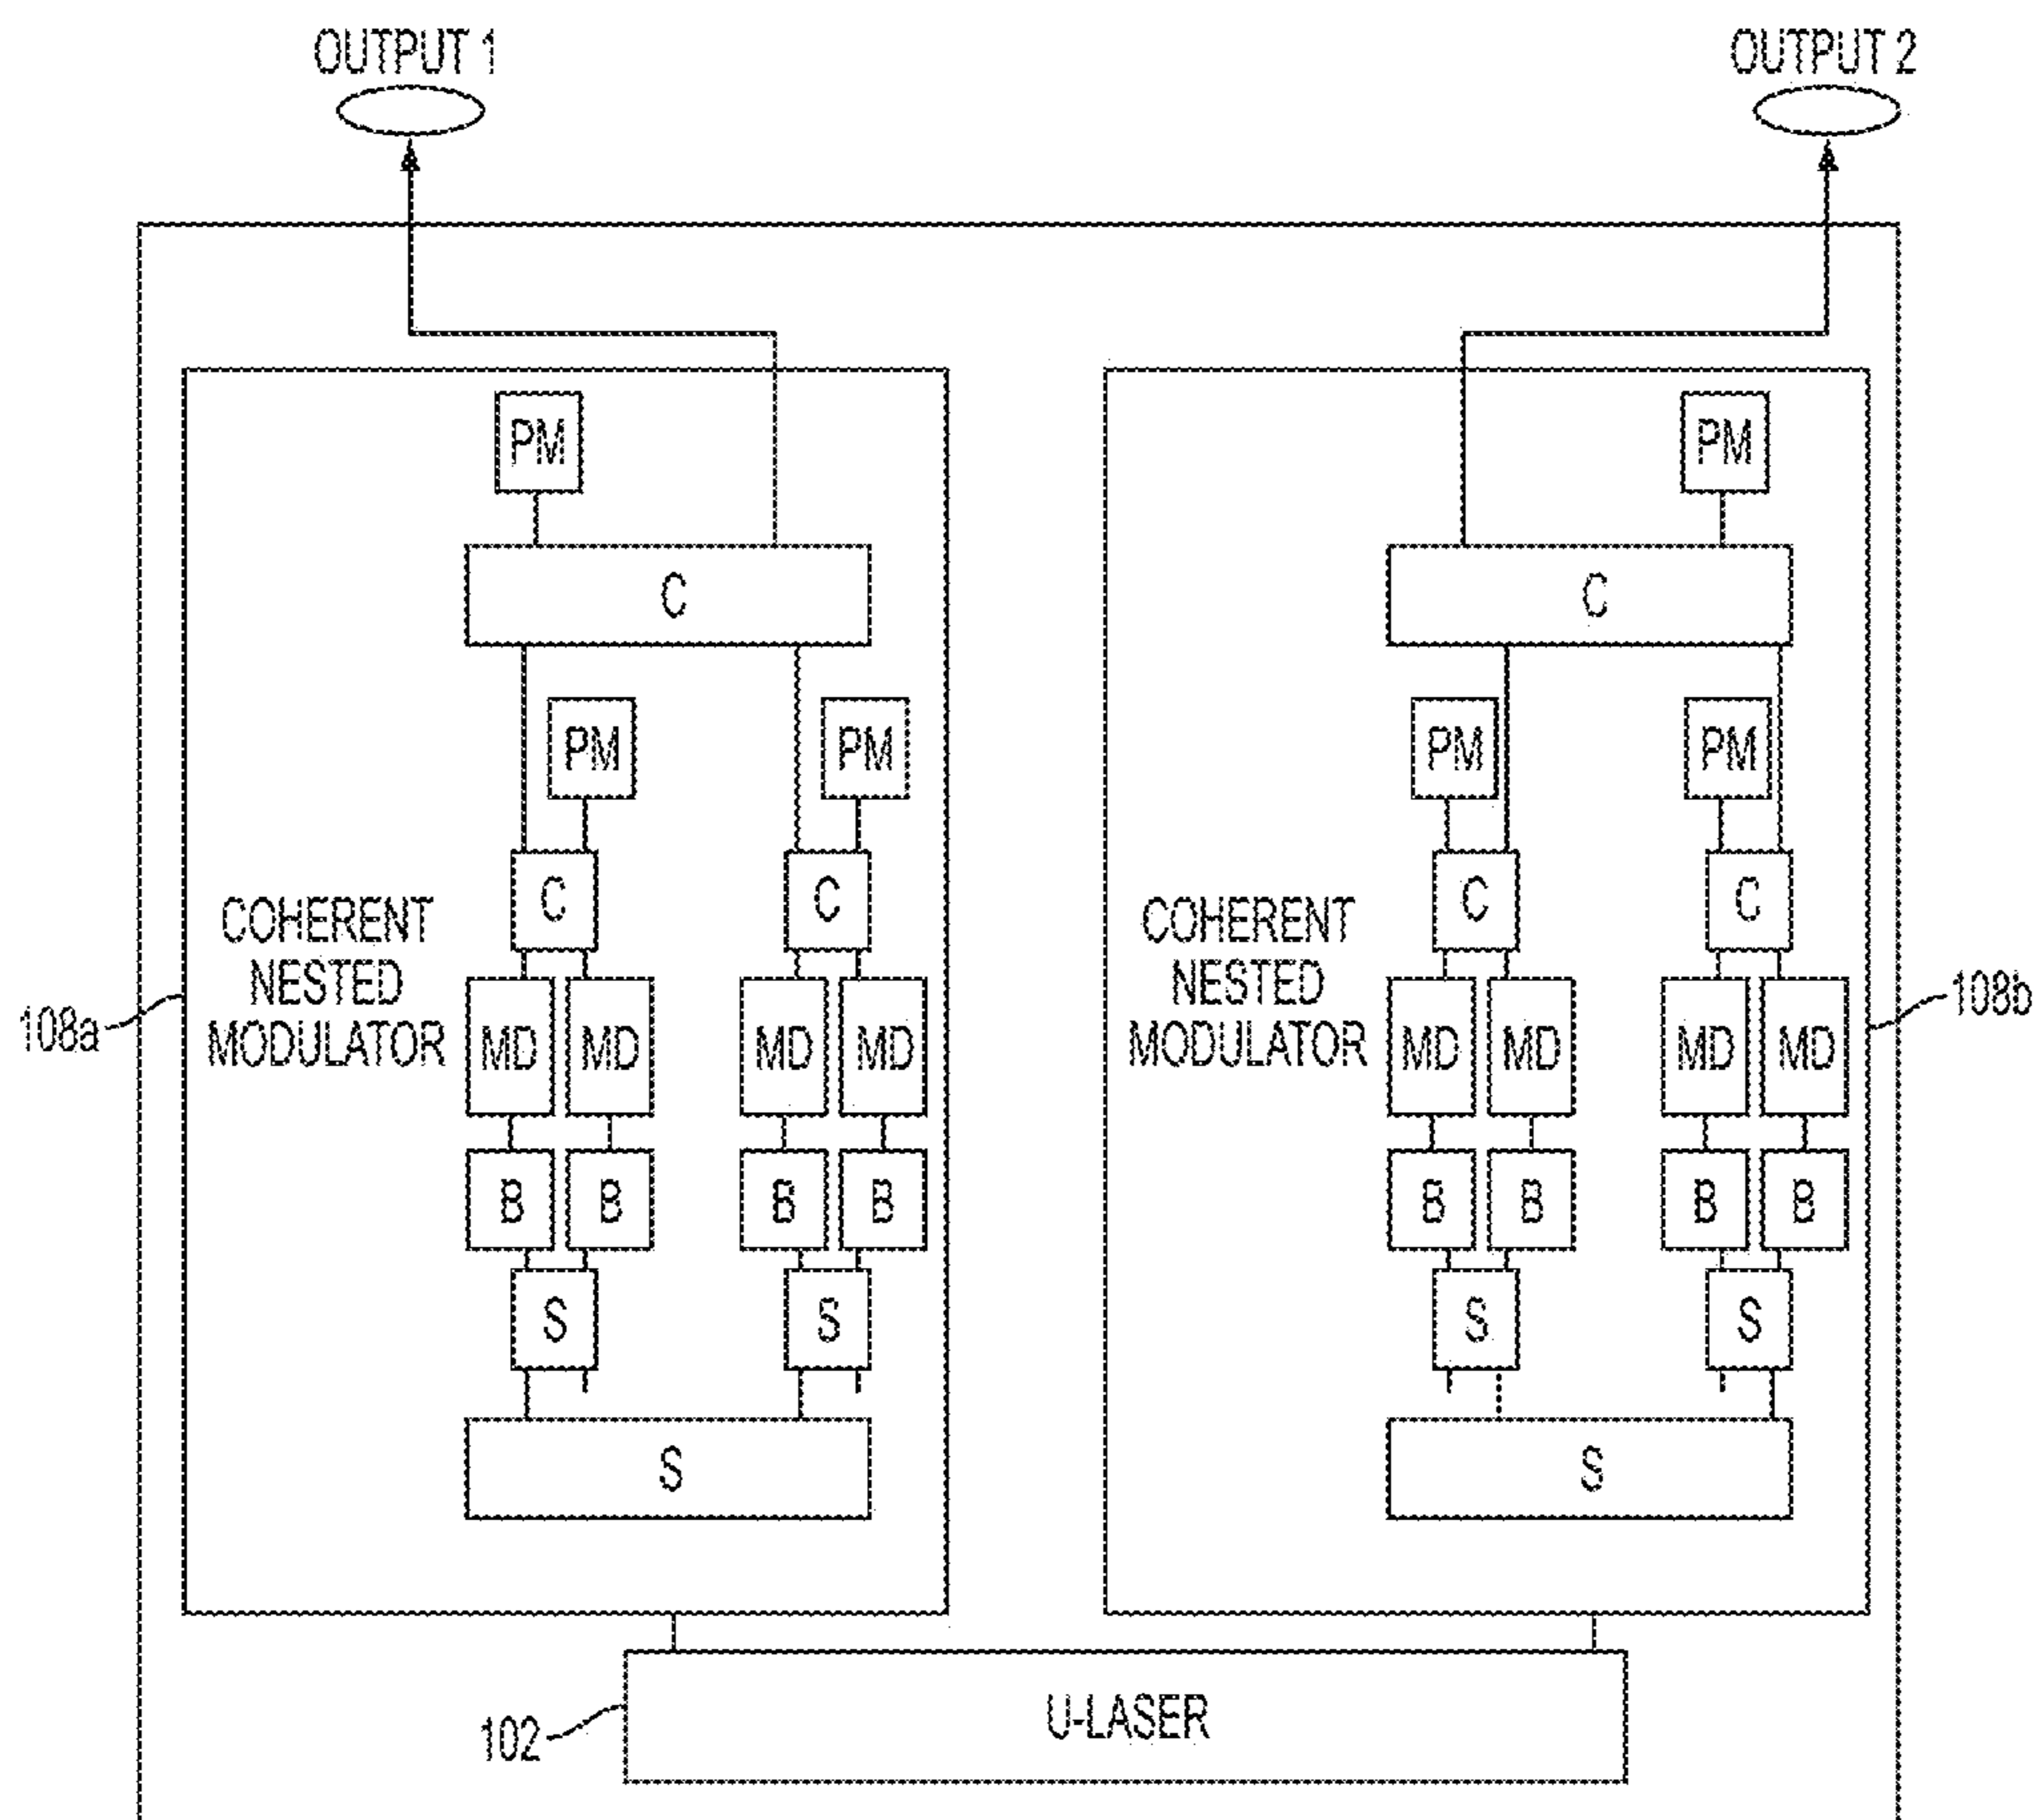 OUTPUT 1
OUTPUT 2
PM
PM
C
C
PM
PM
PM
PM
C
C
C
C
COHERENT
NESTED
MODULATOR
COHERENT
NESTED
MODULATOR
108a
108b
MD
MD
MD
MD
MD
MD
MD
MD
B
B
B
B
B
B
B
B
S
S
S
S
S
S
102
U-LASER